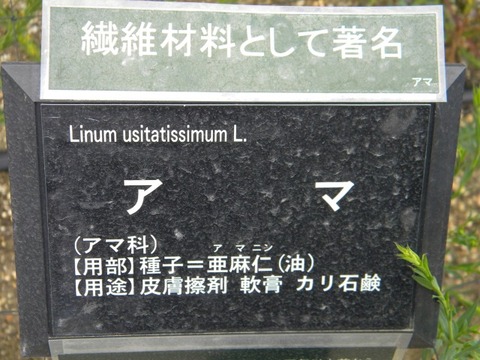 繊維材料として著名
アマ
Linum usitatissimum L.
ア マ
(アマ科)
アマニン
【用部】種子=亜麻仁(油)
【用途】皮膚擦剤 軟膏 カリ石鹸